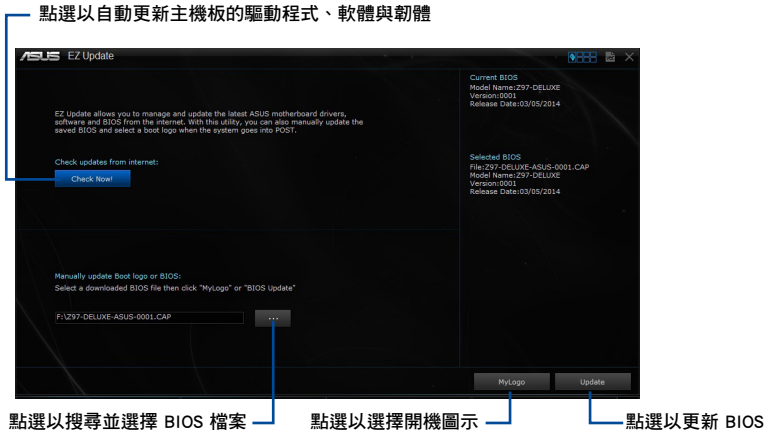 點選以自動更新主機板的驅動程式、軟體與韌體
ASUS EZ Update
EZ Update allows you to manage and update the latest ASUS motherboard drivers,
software and BIOS from the internet. With this utility, you can also manually update the
saved BIOS and select a boot logo when the system goes into POST.
Check updates from internet:
Check Now!
Manually update Boot logo or BIOS:
Select a downloaded BIOS file then click "MyLogo" or "BIOS Update"
F:\Z97-DELUXE-ASUS-0001.CAP
...
Current BIOS
Model Name:Z97-DELUXE
Version:0001
Release Date:03/05/2014
Selected BIOS
File:Z97-DELUXE-ASUS-0001.CAP
Model Name:Z97-DELUXE
Version:0001
Release Date:03/05/2014
MyLogo
Update
點選以搜尋並選擇 BIOS 檔案
點選以選擇開機圖示
點選以更新 BIOS